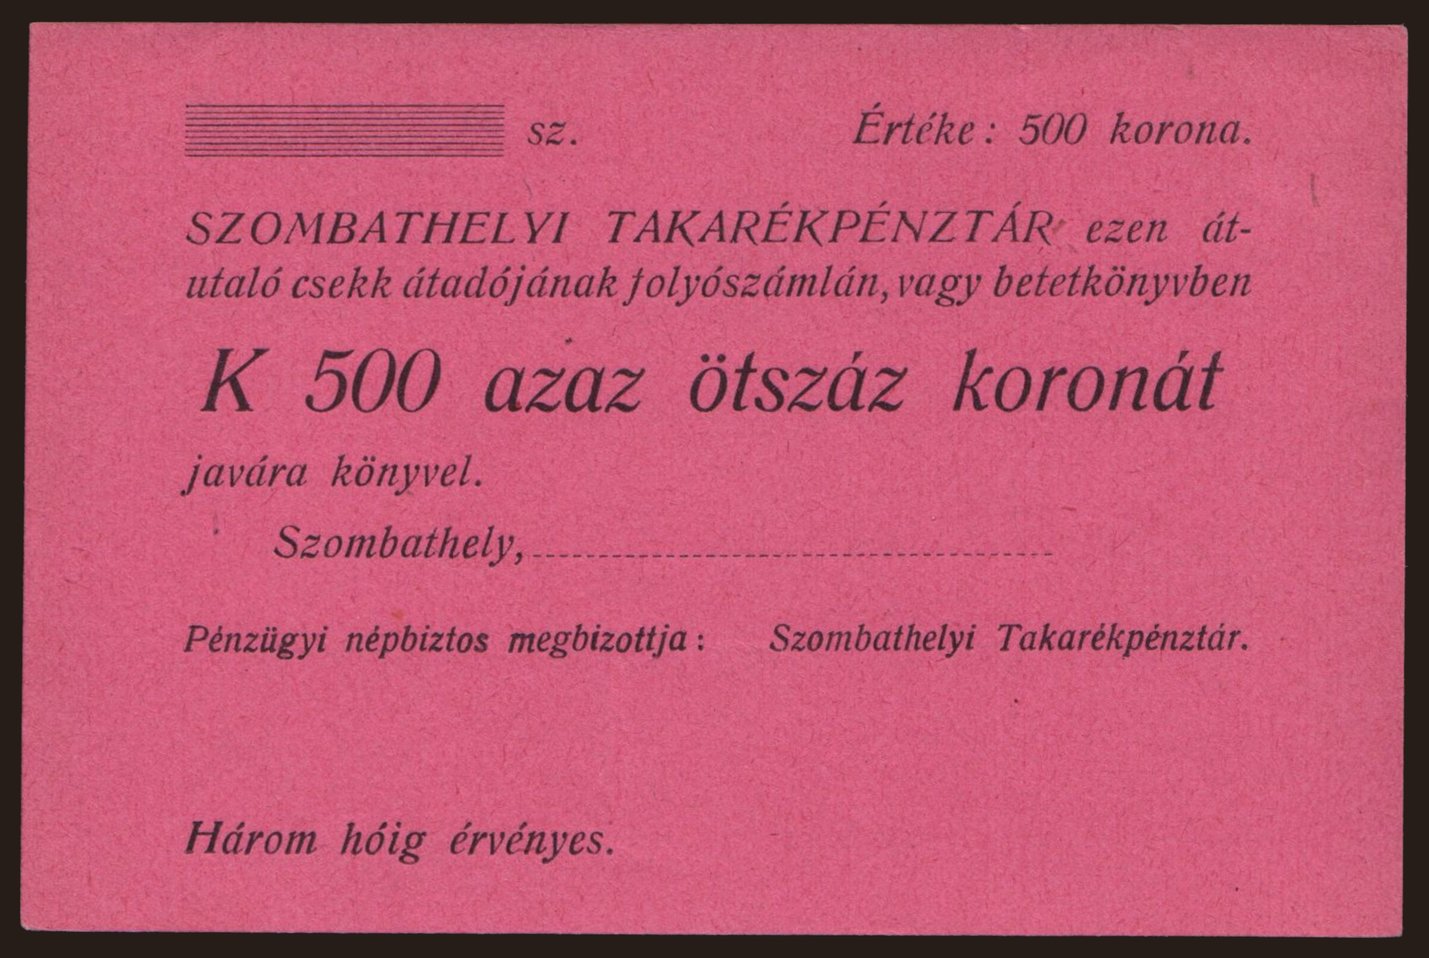 sz. Értéke: 500 korona.
SZOMBATHELYI TAKARÉKPÉNZTÁR ezen át-
utaló csekk átadójának folyószámlán, vagy betetkönyvben
K 500 azaz ötszáz koronát
javára könyvel.
Szombathely,
Pénzügyi népbiztos megbizottja: Szombathelyi Takarékpénztár.
Három hóig érvényes.